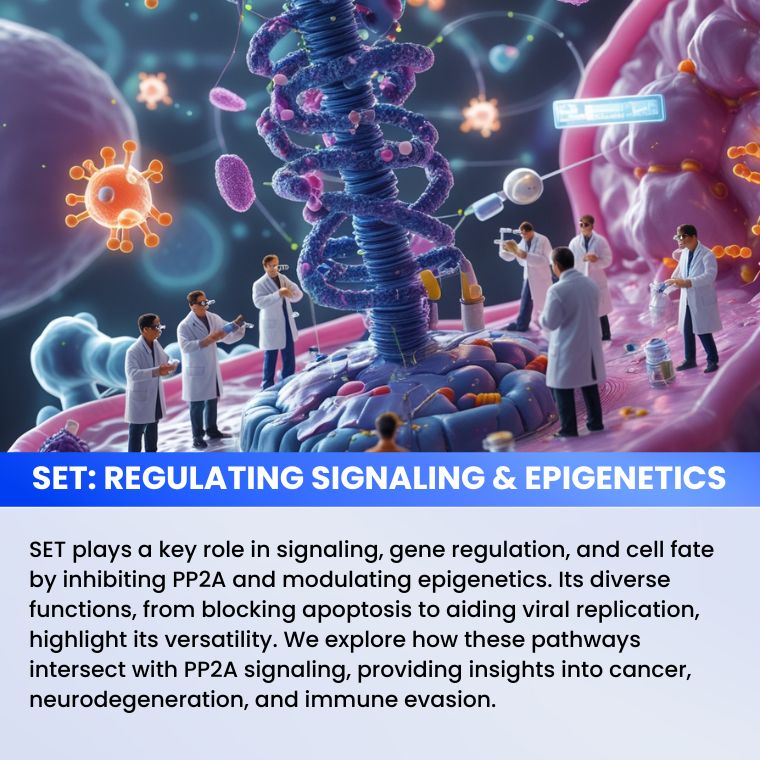 SET: REGULATING SIGNALING & EPIGENETICS
SET plays a key role in signaling, gene regulation, and cell fate
by inhibiting PP2A and modulating epigenetics. Its diverse
functions, from blocking apoptosis to aiding viral replication,
highlight its versatility. We explore how these pathways
intersect with PP2A signaling, providing insights into cancer,
neurodegeneration, and immune evasion.